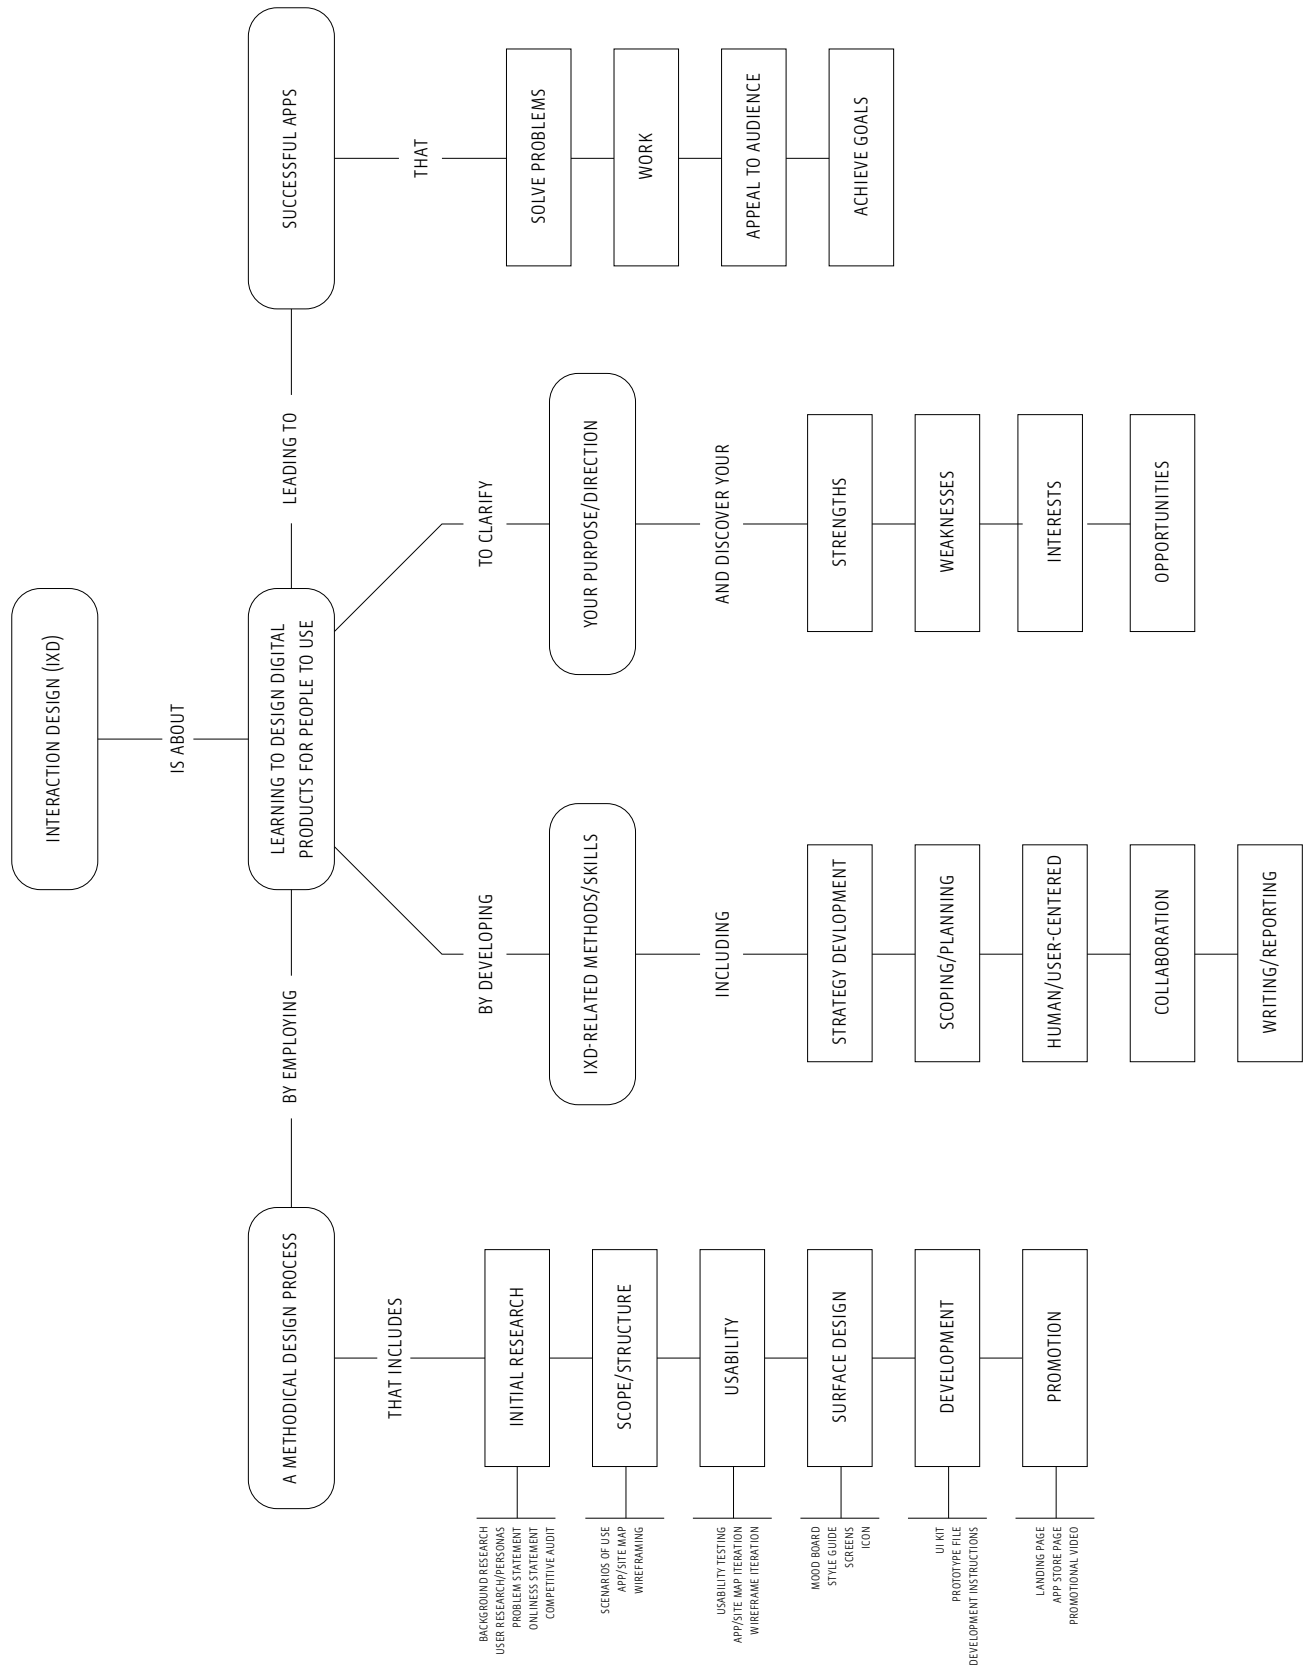 INTERACTION DESIGN (IXD)
IS ABOUT
LEARNING TO DESIGN DIGITAL
PRODUCTS FOR PEOPLE TO USE
BY EMPLOYING
A METHODICAL DESIGN PROCESS
THAT INCLUDES
INITIAL RESEARCH
BACKGROUND RESEARCH
USER RESEARCH/PERSONAS
PROBLEM STATEMENT
ONLINESS STATEMENT
COMPETITIVE AUDIT
SCOPE/STRUCTURE
SCENARIOS OF USE
APP/SITE MAP
WIREFRAMING
USABILITY
USABILITY TESTING
APP/SITE MAP ITERATION
WIREFRAME ITERATION
SURFACE DESIGN
MOOD BOARD
STYLE GUIDE
SCREENS
ICON
DEVELOPMENT
UI KIT
PROTOTYPE FILE
DEVELOPMENT INSTRUCTIONS
PROMOTION
LANDING PAGE
APP STORE PAGE
PROMOTIONAL VIDEO
BY DEVELOPING
IXD-RELATED METHODS/SKILLS
INCLUDING
STRATEGY DEVLOPMENT
SCOPING/PLANNING
HUMAN/USER-CENTERED
COLLABORATION
WRITING/REPORTING
TO CLARIFY
YOUR PURPOSE/DIRECTION
AND DISCOVER YOUR
STRENGTHS
WEAKNESSES
INTERESTS
OPPORTUNITIES
LEADING TO
SUCCESSFUL APPS
THAT
SOLVE PROBLEMS
WORK
APPEAL TO AUDIENCE
ACHIEVE GOALS